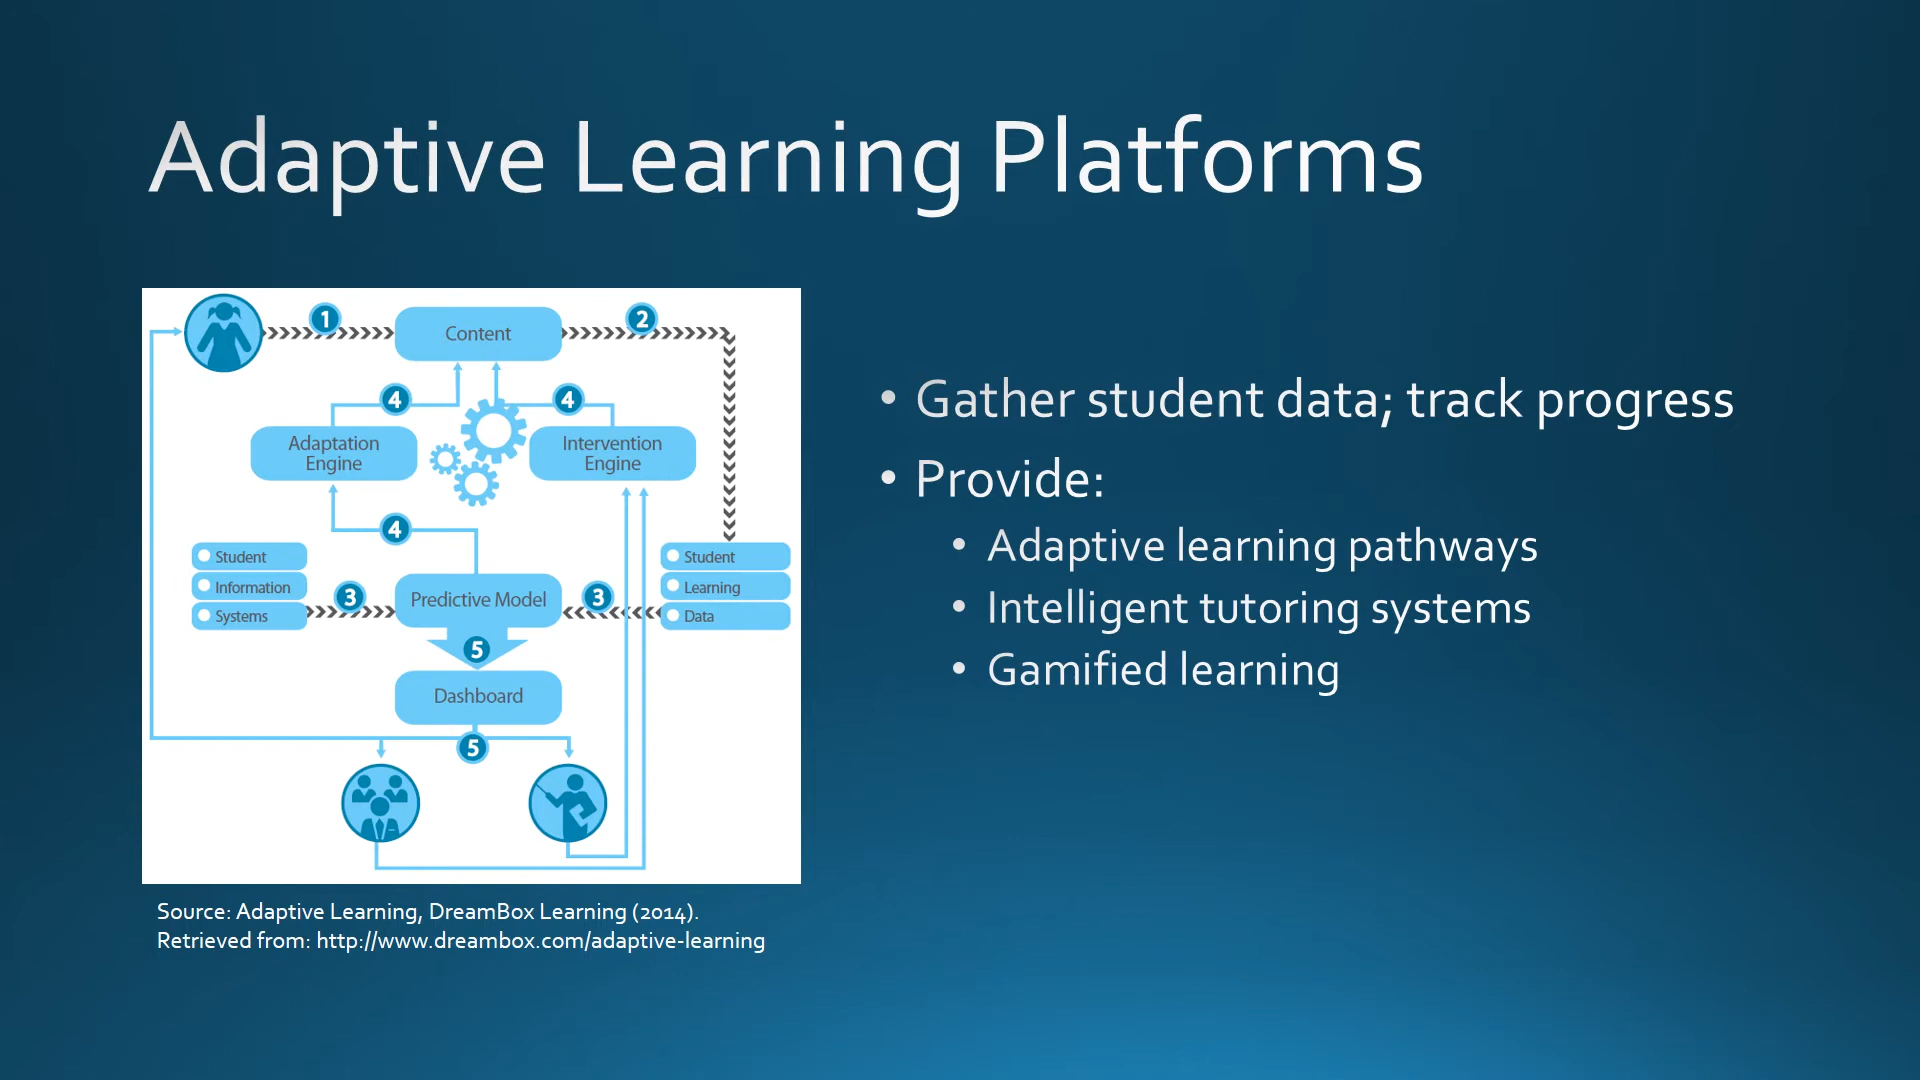 Adaptive Learning Platforms
1
Content
2
4
4
Adaptation
Engine
Intervention
Engine
4
Student
Information
Systems
3
Predictive Model
3
Student
Learning
Data
5
Dashboard
5
Source: Adaptive Learning, DreamBox Learning (2014).
Retrieved from: http://www.dreambox.com/adaptive-learning
• Gather student data; track progress
• Provide:
• Adaptive learning pathways
• Intelligent tutoring systems
• Gamified learning